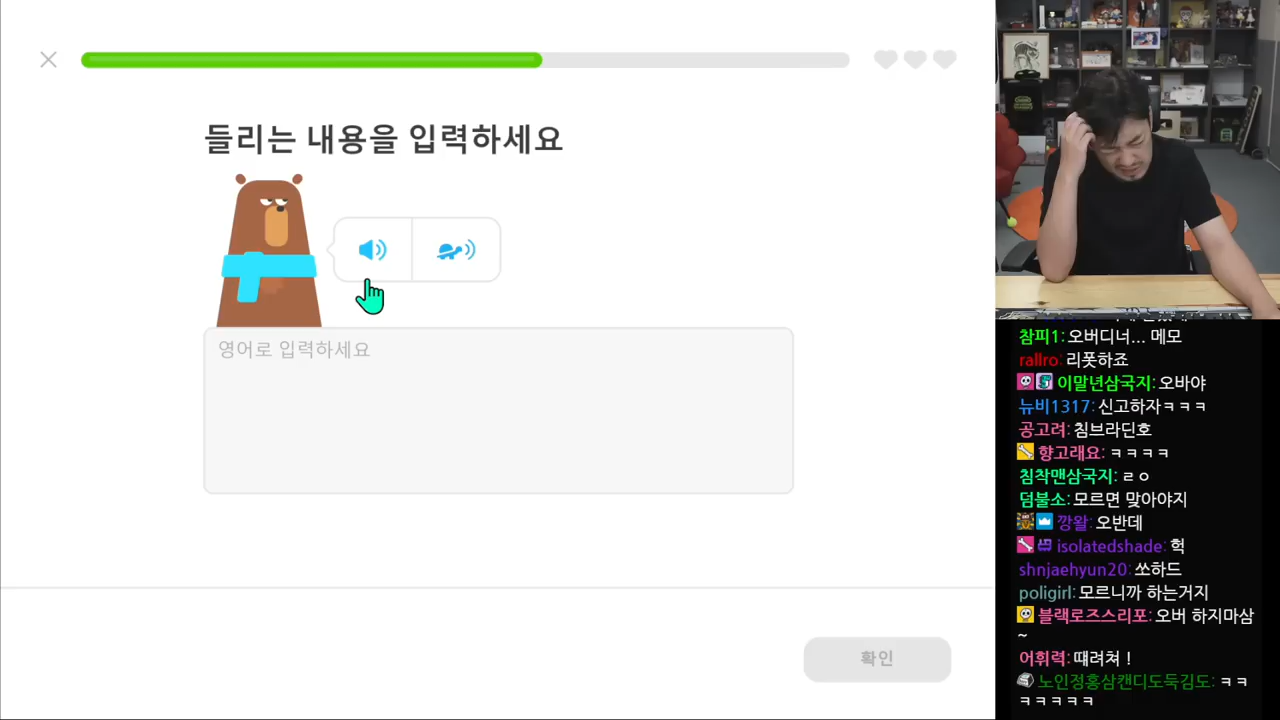 들리는 내용을 입력하세요
영어로 입력하세요
확인
참피1: 오버디너... 메모
rallro: 리풋하죠
이말년삼국지: 오바야
뉴비1317: 신고하자ㅋㅋㅋ
공고려: 침브라딘호
향고래요: ㅋㅋㅋㅋ
침착맨삼국지: ㄹㅇ
덤불소: 모르면 맞아야지
깡왈: 오반데
isolatedshade: 헉
shnjaehyun20: 쏘하드
poligirl: 모르니까 하는거지
블랙로즈스리포: 오버 하지마삼
~
어휘력: 떄려쳐 !
노인정홍삼캔디도둑김도: ㅋㅋ
ㅋㅋㅋㅋㅋ